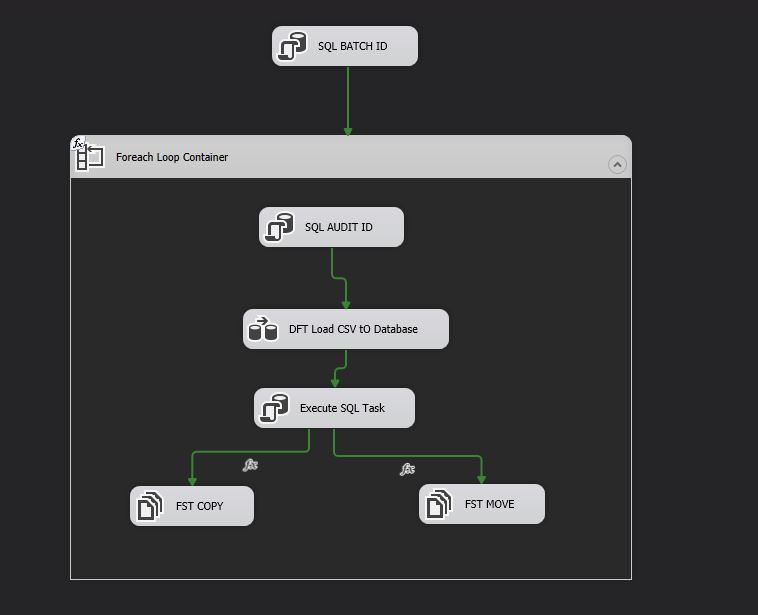 SQL BATCH ID
fx
Foreach Loop Container
SQL AUDIT ID
DFT Load CSV tO Database
Execute SQL Task
fx
fx
FST COPY
FST MOVE